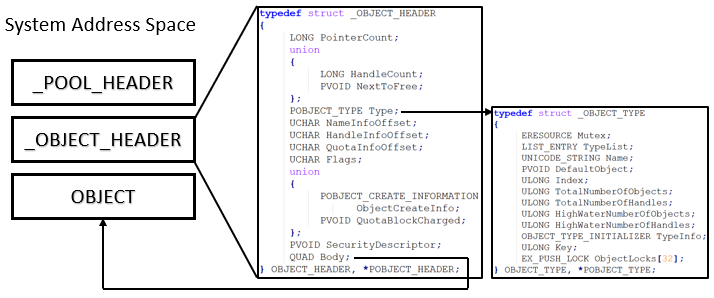 System Address Space
_POOL_HEADER
_OBJECT_HEADER
OBJECT
typedef struct _OBJECT_HEADER
{
LONG PointerCount;
union
{
LONG HandleCount;
PVOID NextToFree;
};
POBJECT_TYPE Type;
UCHAR NameInfoOffset;
UCHAR HandleInfoOffset;
UCHAR QuotaInfoOffset;
UCHAR Flags;
union
{
POBJECT_CREATE_INFORMATION
ObjectCreateInfo;
PVOID QuotaBlockCharged;
};
PVOID SecurityDescriptor;
QUAD Body;
} OBJECT_HEADER, *POBJECT_HEADER;
typedef struct _OBJECT_TYPE
{
ERESOURCE Mutex;
LIST_ENTRY TypeList;
UNICODE_STRING Name;
PVOID DefaultObject;
ULONG Index;
ULONG TotalNumberOfObjects;
ULONG TotalNumberOfHandles;
ULONG HighWaterNumberOfObjects;
ULONG HighWaterNumberOfHandles;
OBJECT_TYPE_INITIALIZER TypeInfo;
ULONG Key;
EX_PUSH_LOCK ObjectLocks[32];
} OBJECT_TYPE, *POBJECT_TYPE;